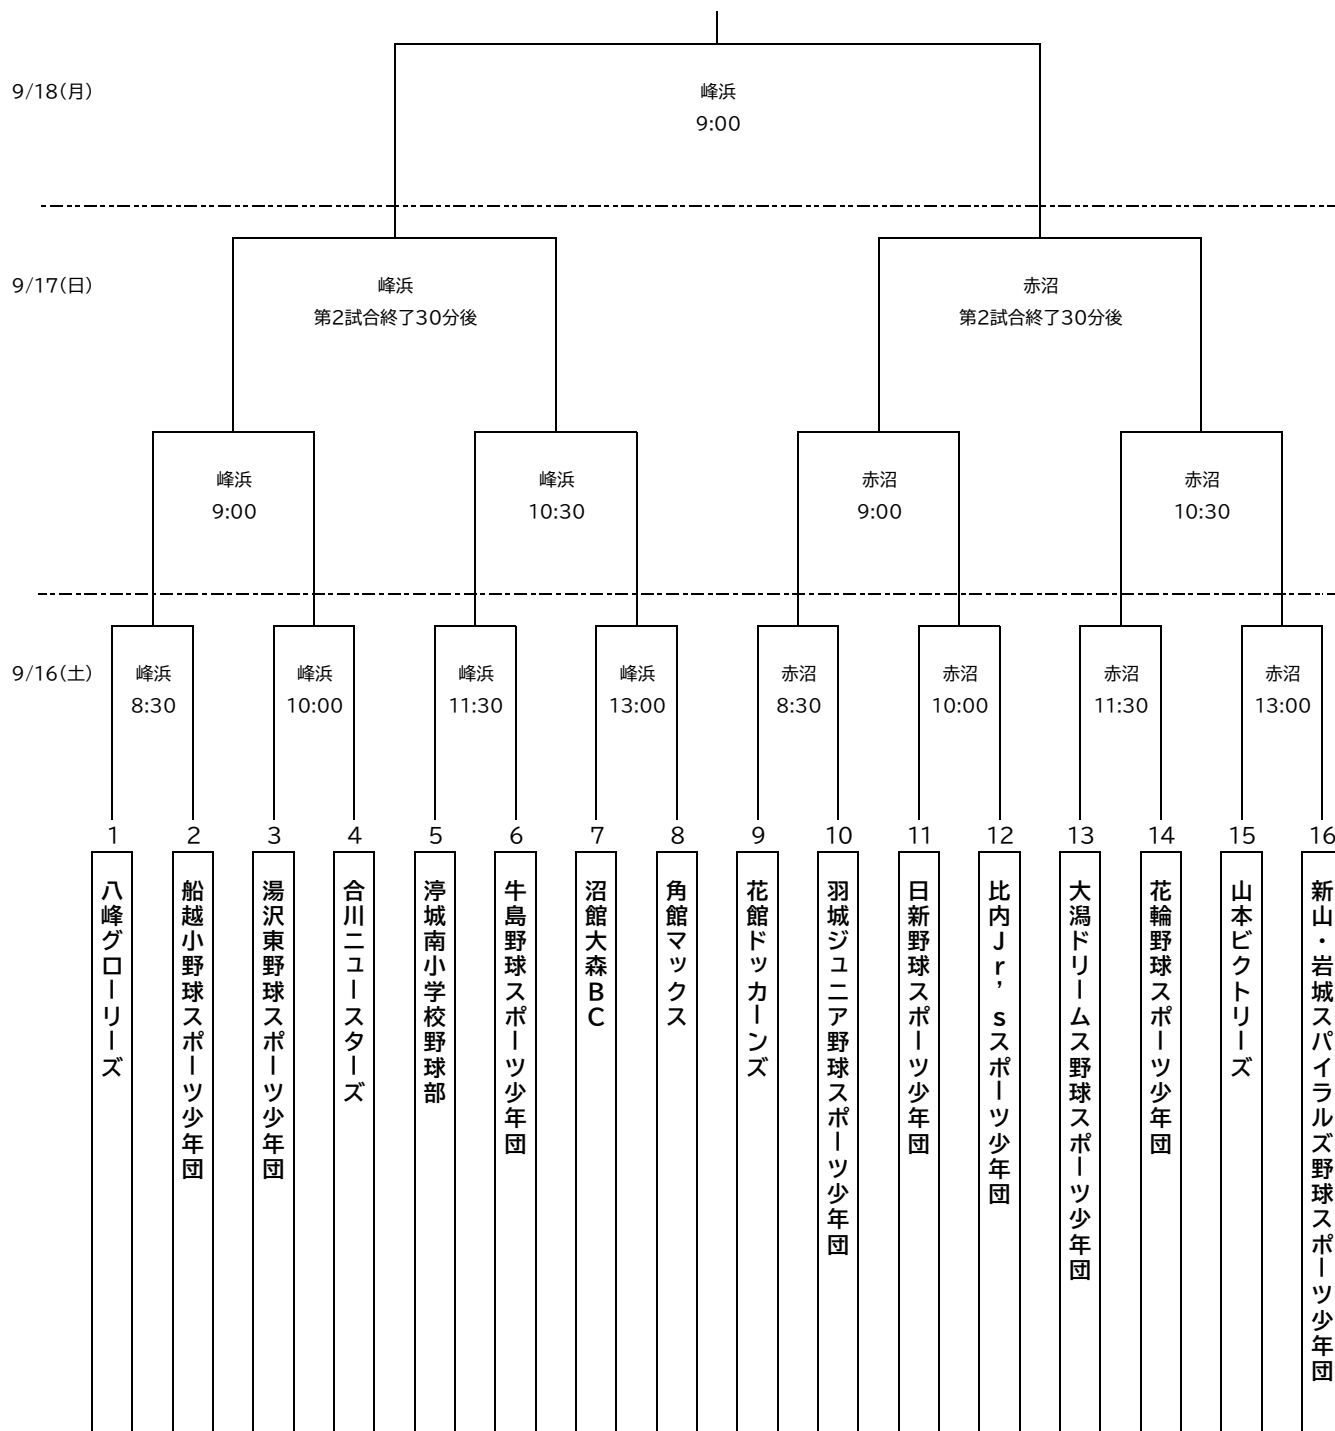 9/18(月)
峰浜
9:00
9/17(日)
峰浜
第2試合終了30分後
赤沼
第2試合終了30分後
峰浜
9:00
峰浜
10:30
赤沼
9:00
赤沼
10:30
9/16(土)
峰浜
8:30
峰浜
10:00
峰浜
11:30
峰浜
13:00
赤沼
8:30
赤沼
10:00
赤沼
11:30
赤沼
13:00
1
八峰グローリーズ
2
船越小野球スポーツ少年団
3
湯沢東野球スポーツ少年団
4
合川ニュースターズ
5
渟城南小学校野球部
6
牛島野球スポーツ少年団
7
沼館大森BC
8
角館マックス
9
花館ドッカーンズ
10
羽城ジュニア野球スポーツ少年団
11
日新野球スポーツ少年団
12
比内Jr’sスポーツ少年団
13
大潟ドリームス野球スポーツ少年団
14
花輪野球スポーツ少年団
15
山本ビクトリーズ
16
新山・岩城スパイラルズ野球スポーツ少年団